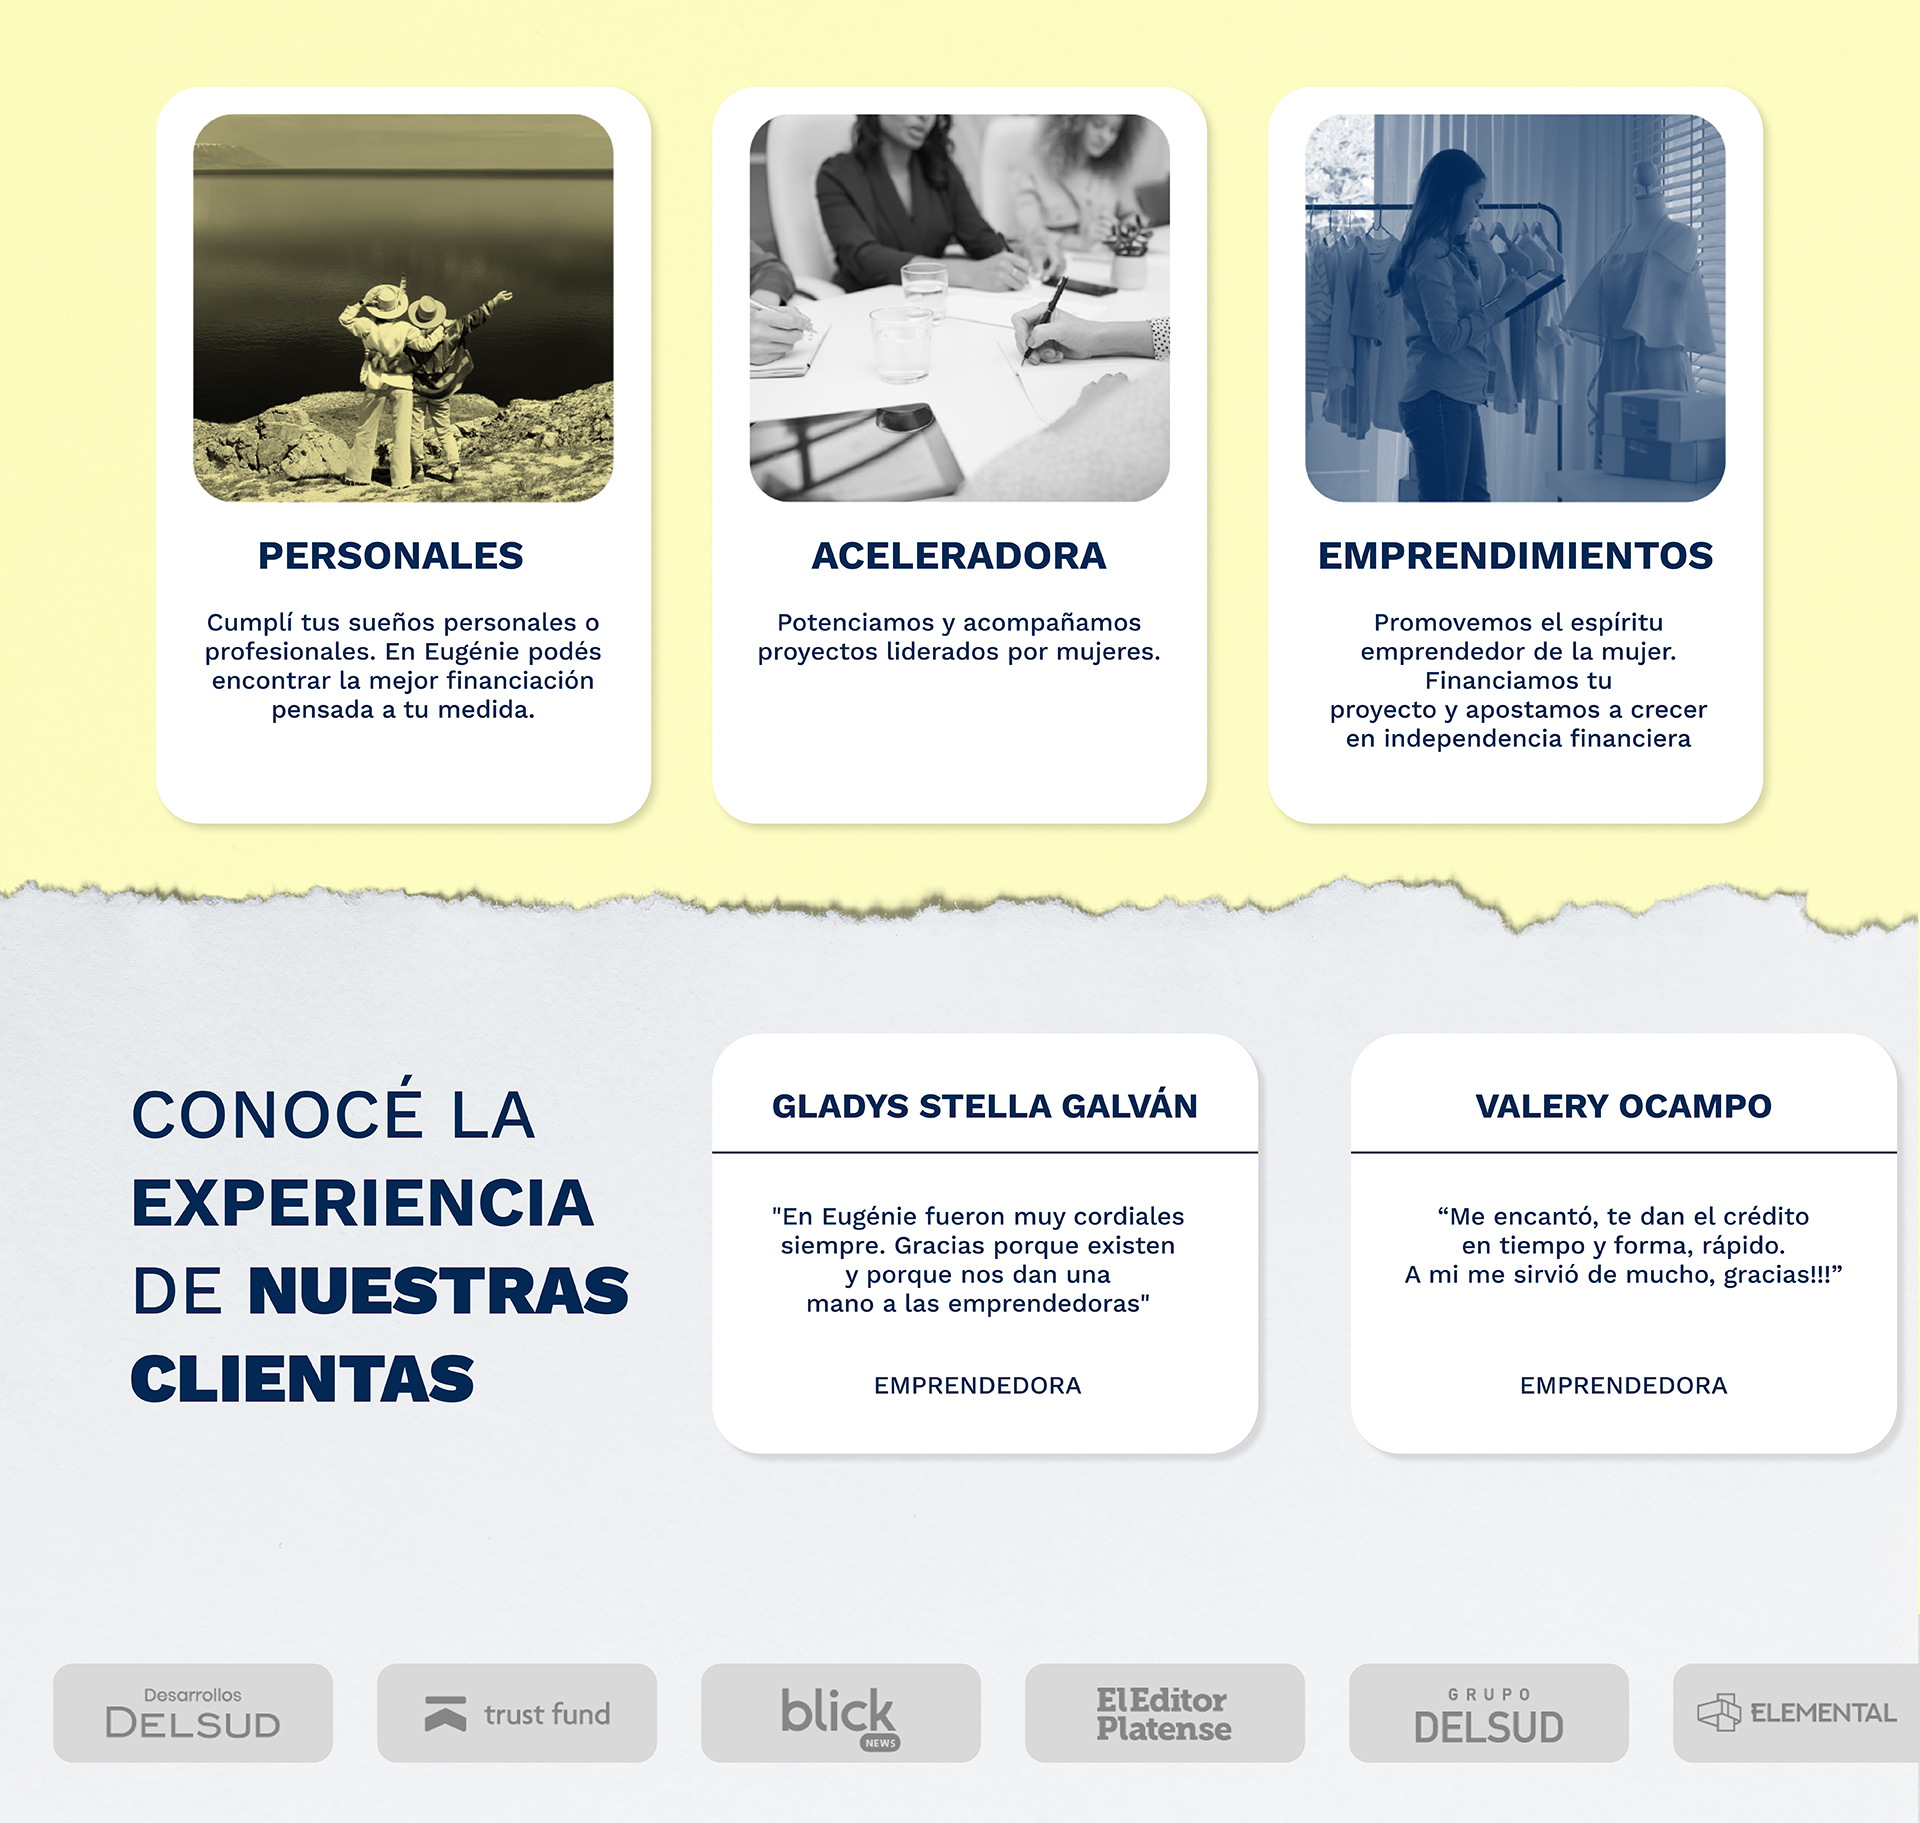 PERSONALES
Cumplí tus sueños personales o
profesionales. En Eugénie podés
encontrar la mejor financiación
pensada a tu medida.
ACELERADORA
Potenciamos y acompañamos
proyectos liderados por mujeres.
EMPRENDIMIENTOS
Promovemos el espíritu
emprendedor de la mujer.
Financiamos tu
proyecto y apostamos a crecer
en independencia financiera
CONOCÉ LA
EXPERIENCIA
DE NUESTRAS
CLIENTAS
GLADYS STELLA GALVÁN
"En Eugénie fueron muy cordiales
siempre. Gracias porque existen
y porque nos dan una
mano a las emprendedoras"
EMPRENDEDORA
VALERY OCAMPO
“Me encantó, te dan el crédito
en tiempo y forma, rápido.
A mi me sirvió de mucho, gracias!!!”
EMPRENDEDORA
Desarrollos
DELSUD
trust fund
blick
NEWS
El Editor
Platense
GRUPO
DELSUD
ELEMENTAL